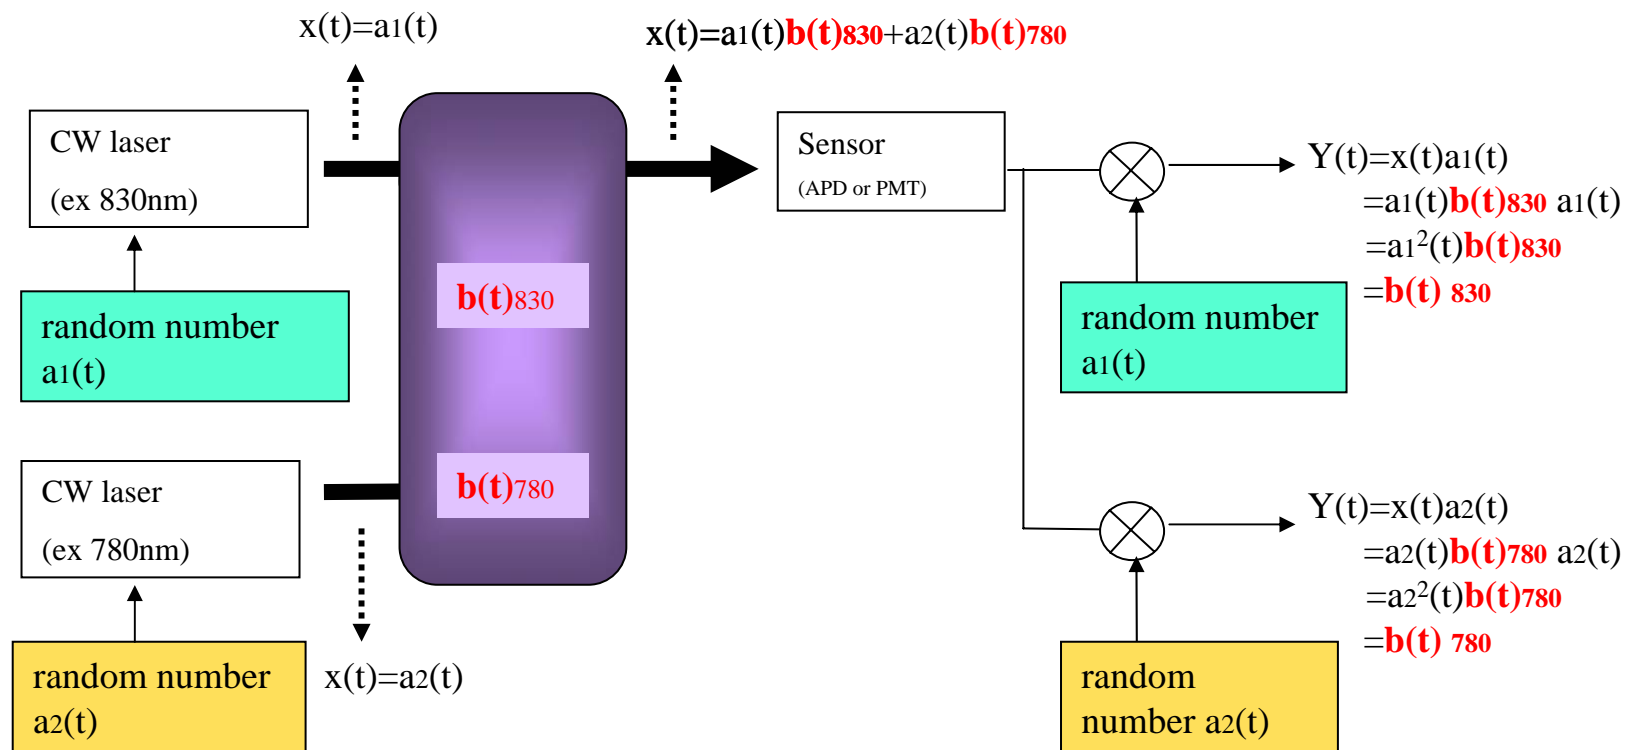 x(t)=a1(t)
x(t)=a1(t)b(t)830+a2(t)b(t)780
CW laser
(ex 830nm)
Sensor
(APD or PMT)
Y(t)=x(t)a1(t)
=a1(t)b(t)830 a1(t)
=a1²(t)b(t)830
=b(t) 830
b(t)830
random number
a1(t)
random number
a1(t)
CW laser
(ex 780nm)
b(t)780
Y(t)=x(t)a2(t)
=a2(t)b(t)780 a2(t)
=a2²(t)b(t)780
=b(t) 780
random number
a2(t)
x(t)=a2(t)
random
number a2(t)